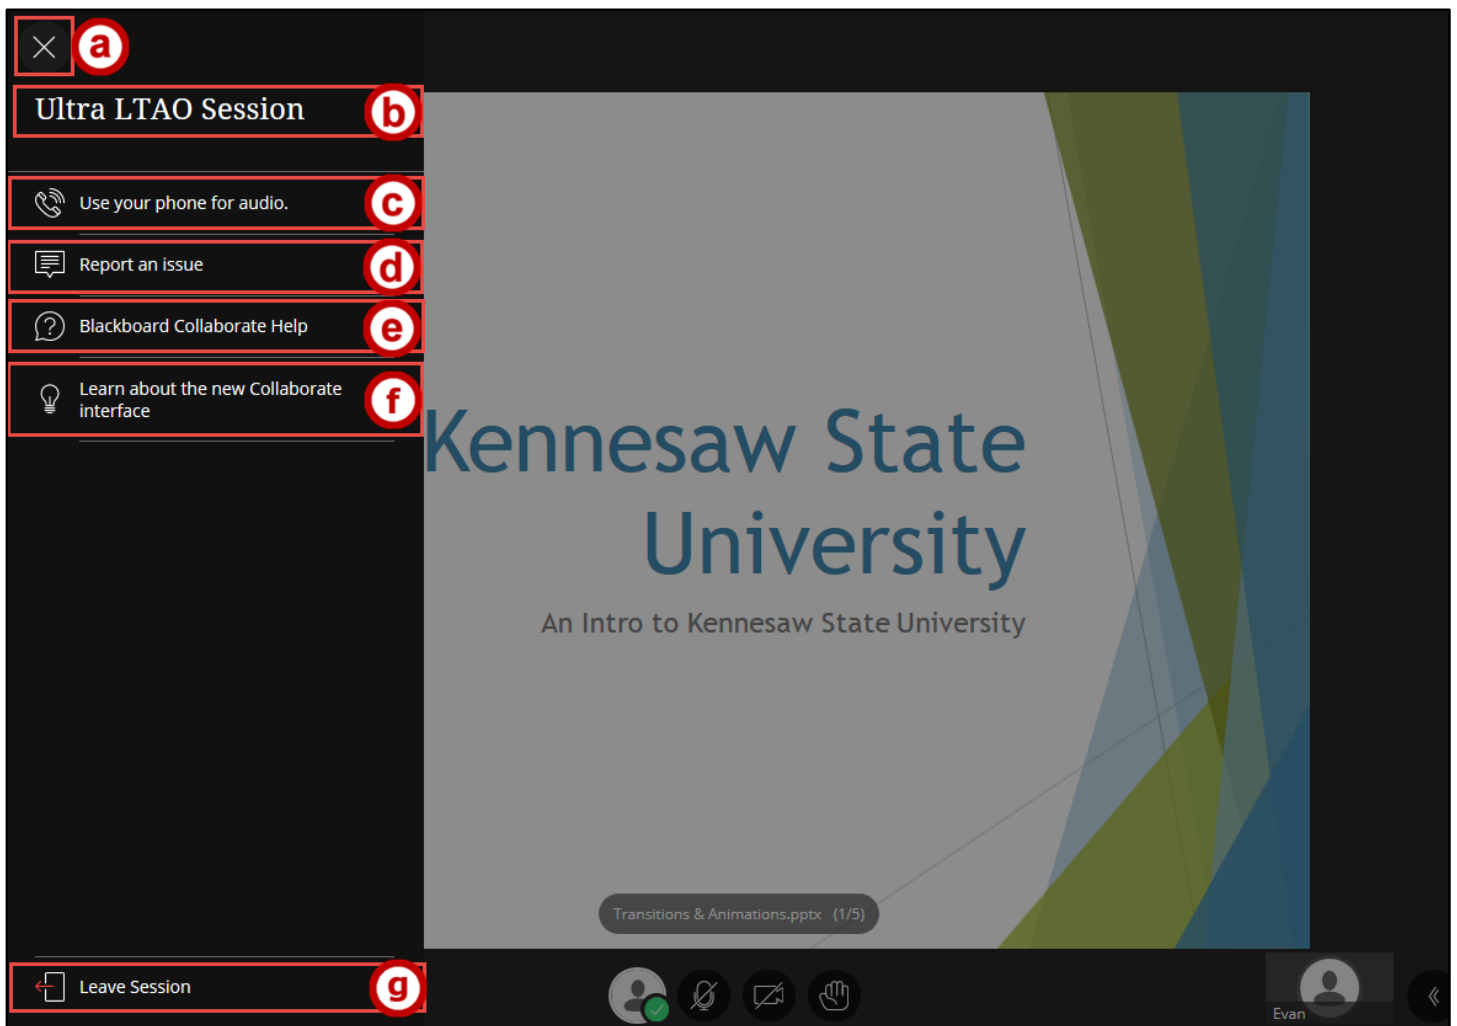 a
Ultra LTAO Session
b
Use your phone for audio.
c
Report an issue
d
Blackboard Collaborate Help
e
Learn about the new Collaborate
interface
f
Kennesaw State
University
An Intro to Kennesaw State University
Transitions & Animations.pptx (1/5)
Leave Session
g
Evan